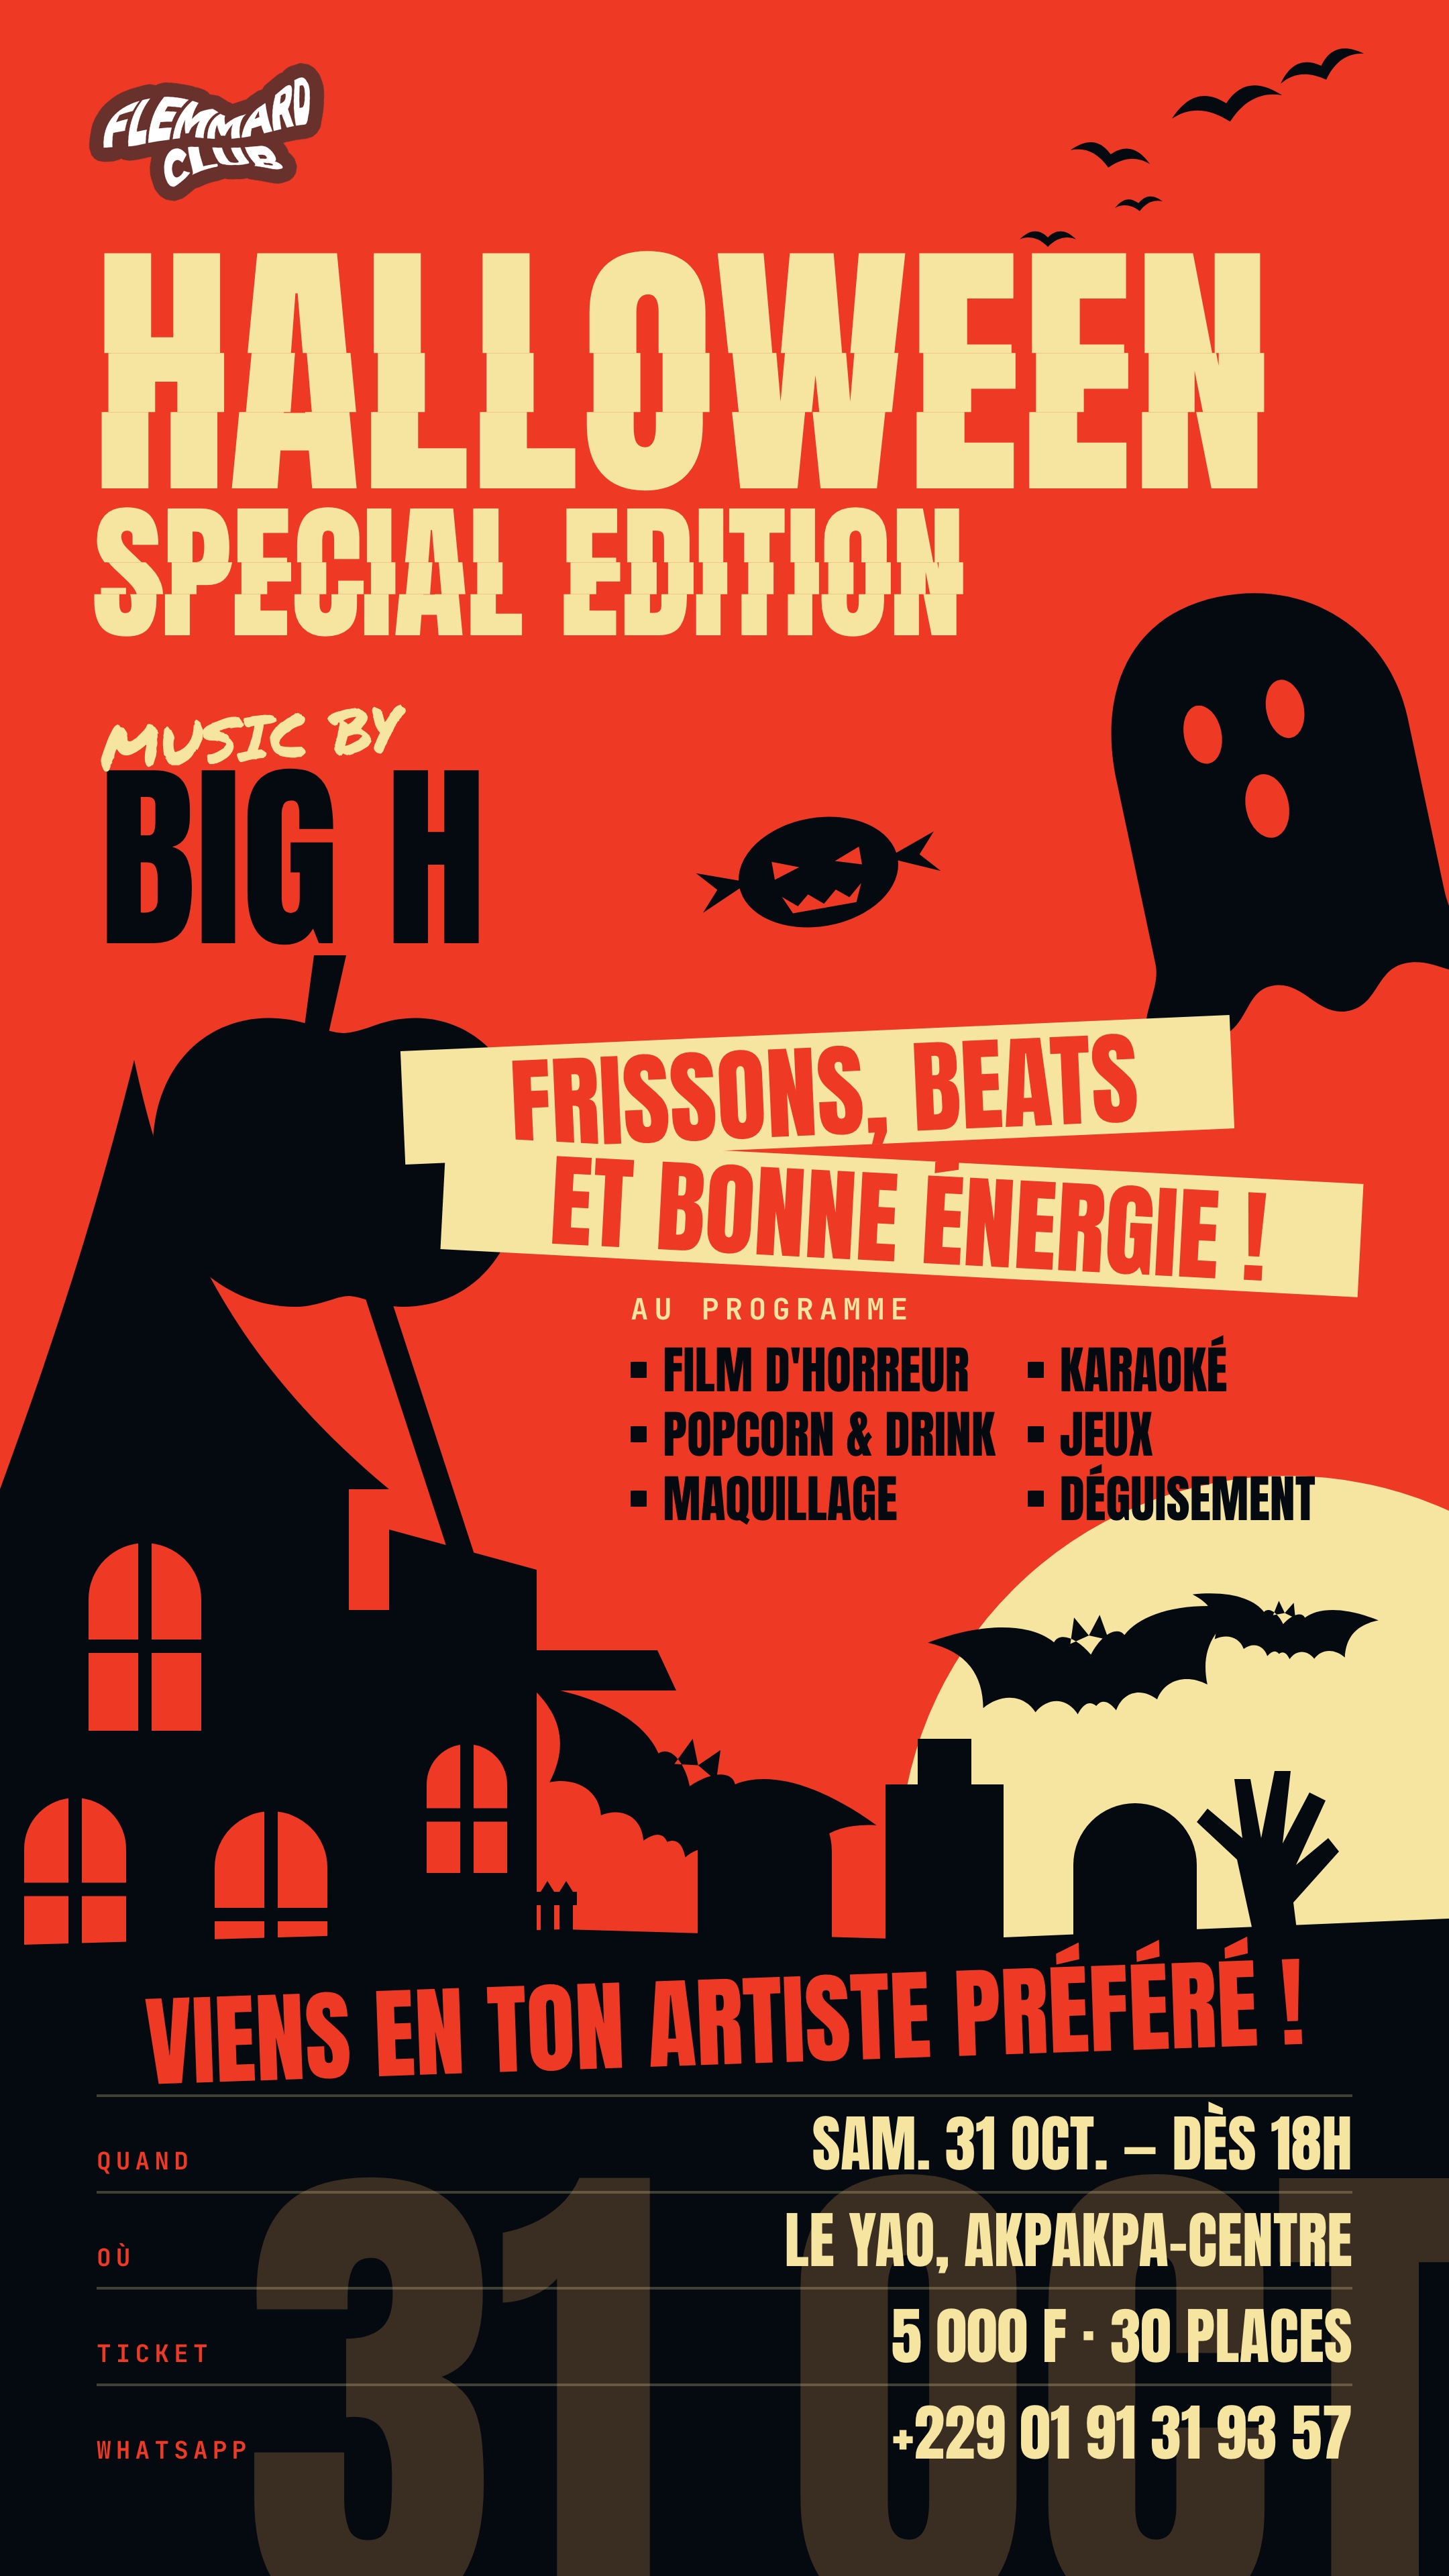 FLEMMARD
CLUB
HALLOWEEN
SPECIAL EDITION
MUSIC BY
BIG H
FRISSONS, BEATS
ET BONNE ÉNERGIE !
AU PROGRAMME
▪ FILM D'HORREUR
▪ POPCORN & DRINK
▪ MAQUILLAGE
▪ KARAOKÉ
▪ JEUX
▪ DÉGUISEMENT
VIENS EN TON ARTISTE PRÉFÉRÉ !
QUAND SAM. 31 OCT. — DÈS 18H
OÙ LE YAO, AKPAKPA-CENTRE
TICKET 5 000 F · 30 PLACES
WHATSAPP +229 01 91 31 93 57
31 OCT